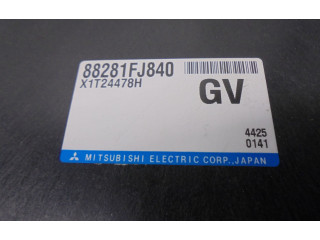 88281FJ840
X1T24478H
GV
4425
0141
MITSUBISHI ELECTRIC CORP.,JAPAN